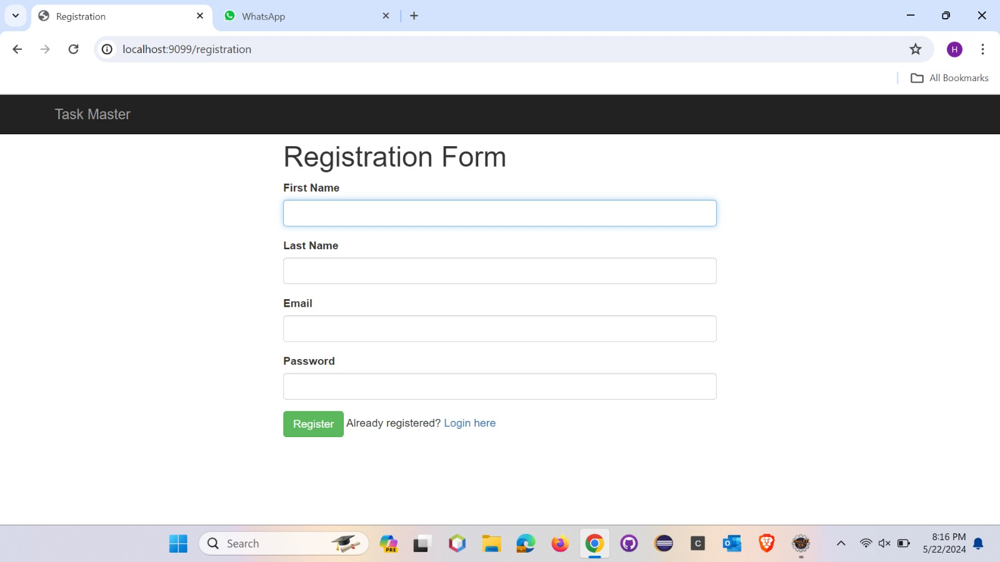 Registration
WhatsApp
localhost:9099/registration
H
All Bookmarks
Task Master
Registration Form
First Name
Last Name
Email
Password
Register Already registered? Login here
Search
PRE
C
8:16 PM
5/22/2024